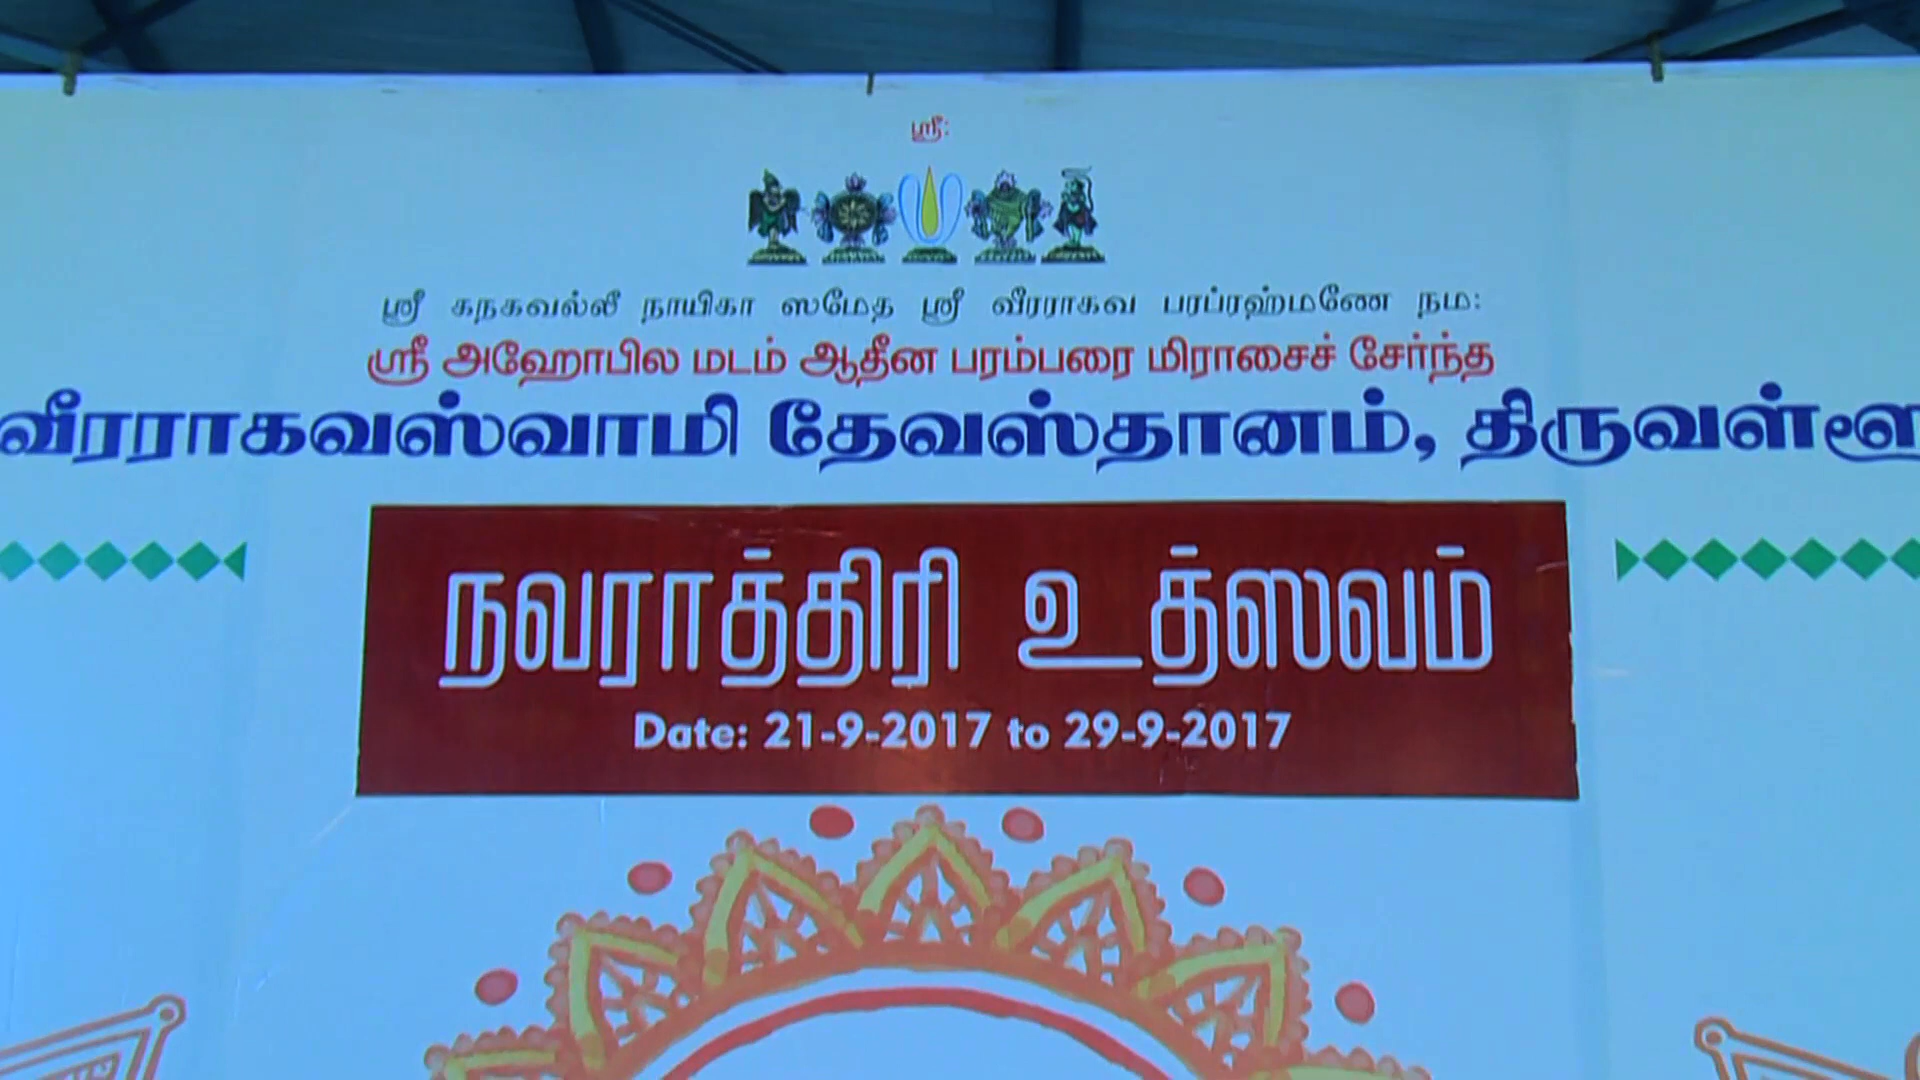 ஸ்ரீ:
ஸ்ரீ கநகவல்லீ நாயிகா ஸமேத ஸ்ரீ வீரராகவ பரப்ரஹ்மணே நம:
ஸ்ரீ அஹோபில மடம் ஆதீன பரம்பரை மிராசைச் சேர்ந்த
வீரராகவஸ்வாமி தேவஸ்தானம், திருவள்ளூ
நவராத்திரி உத்ஸவம்
Date: 21-9-2017 to 29-9-2017